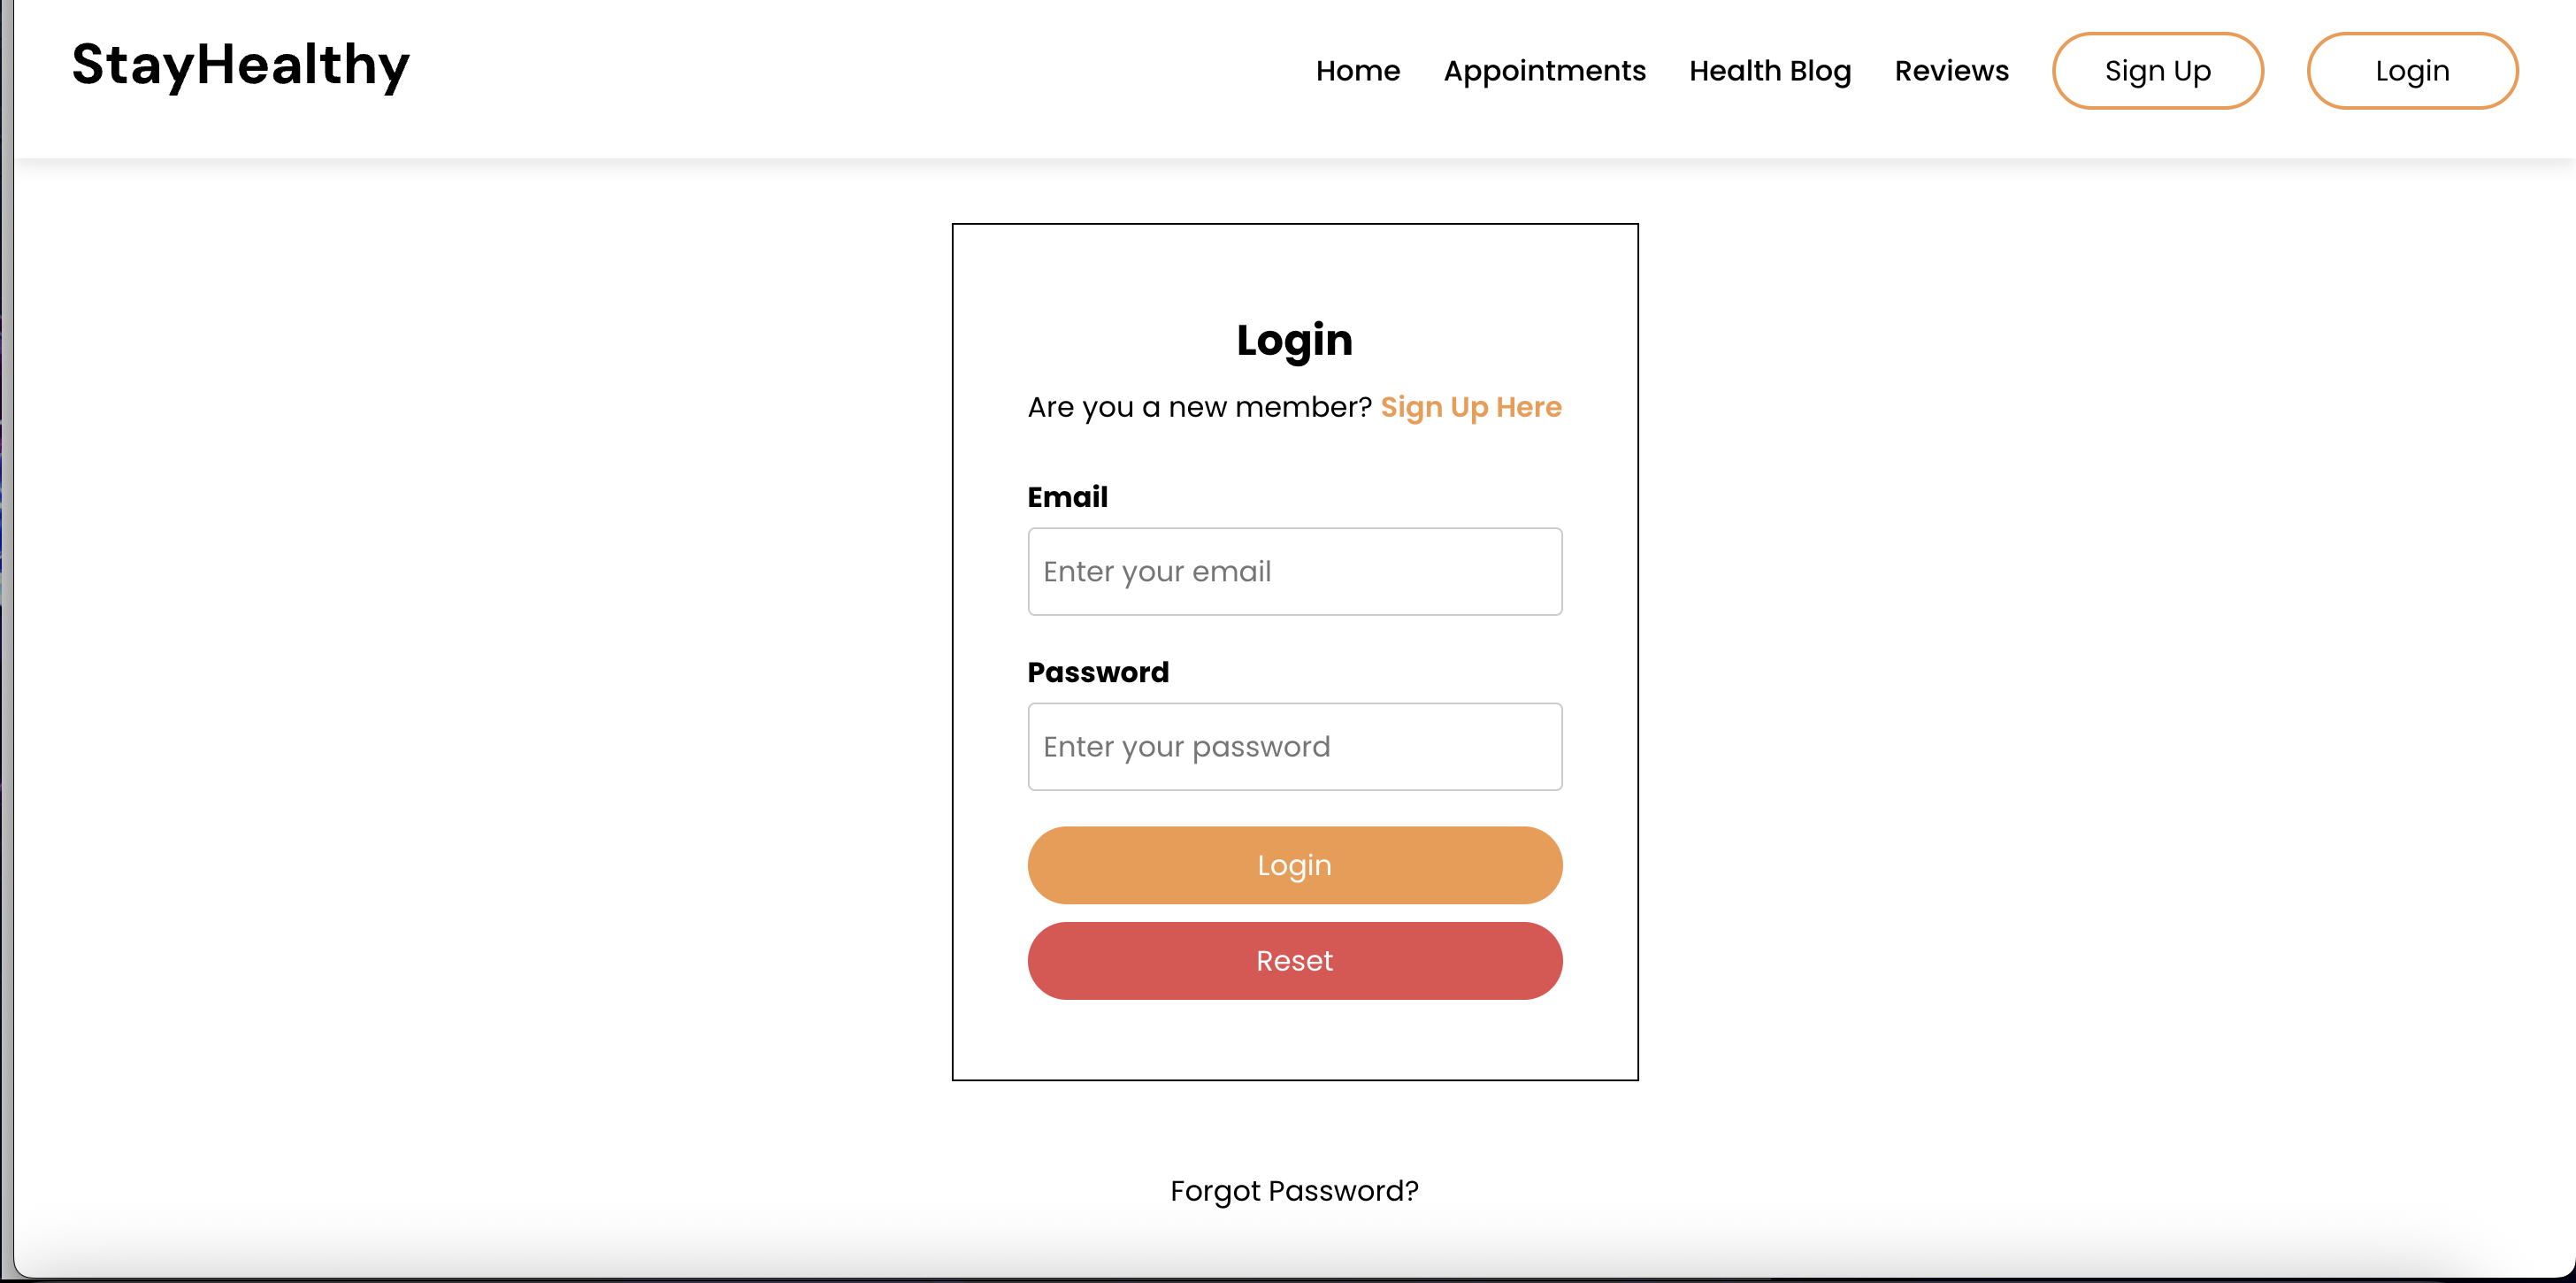 StayHealthy
Home Appointments Health Blog Reviews Sign Up Login
Login
Are you a new member? Sign Up Here
Email
Enter your email
Password
Enter your password
Login
Reset
Forgot Password?